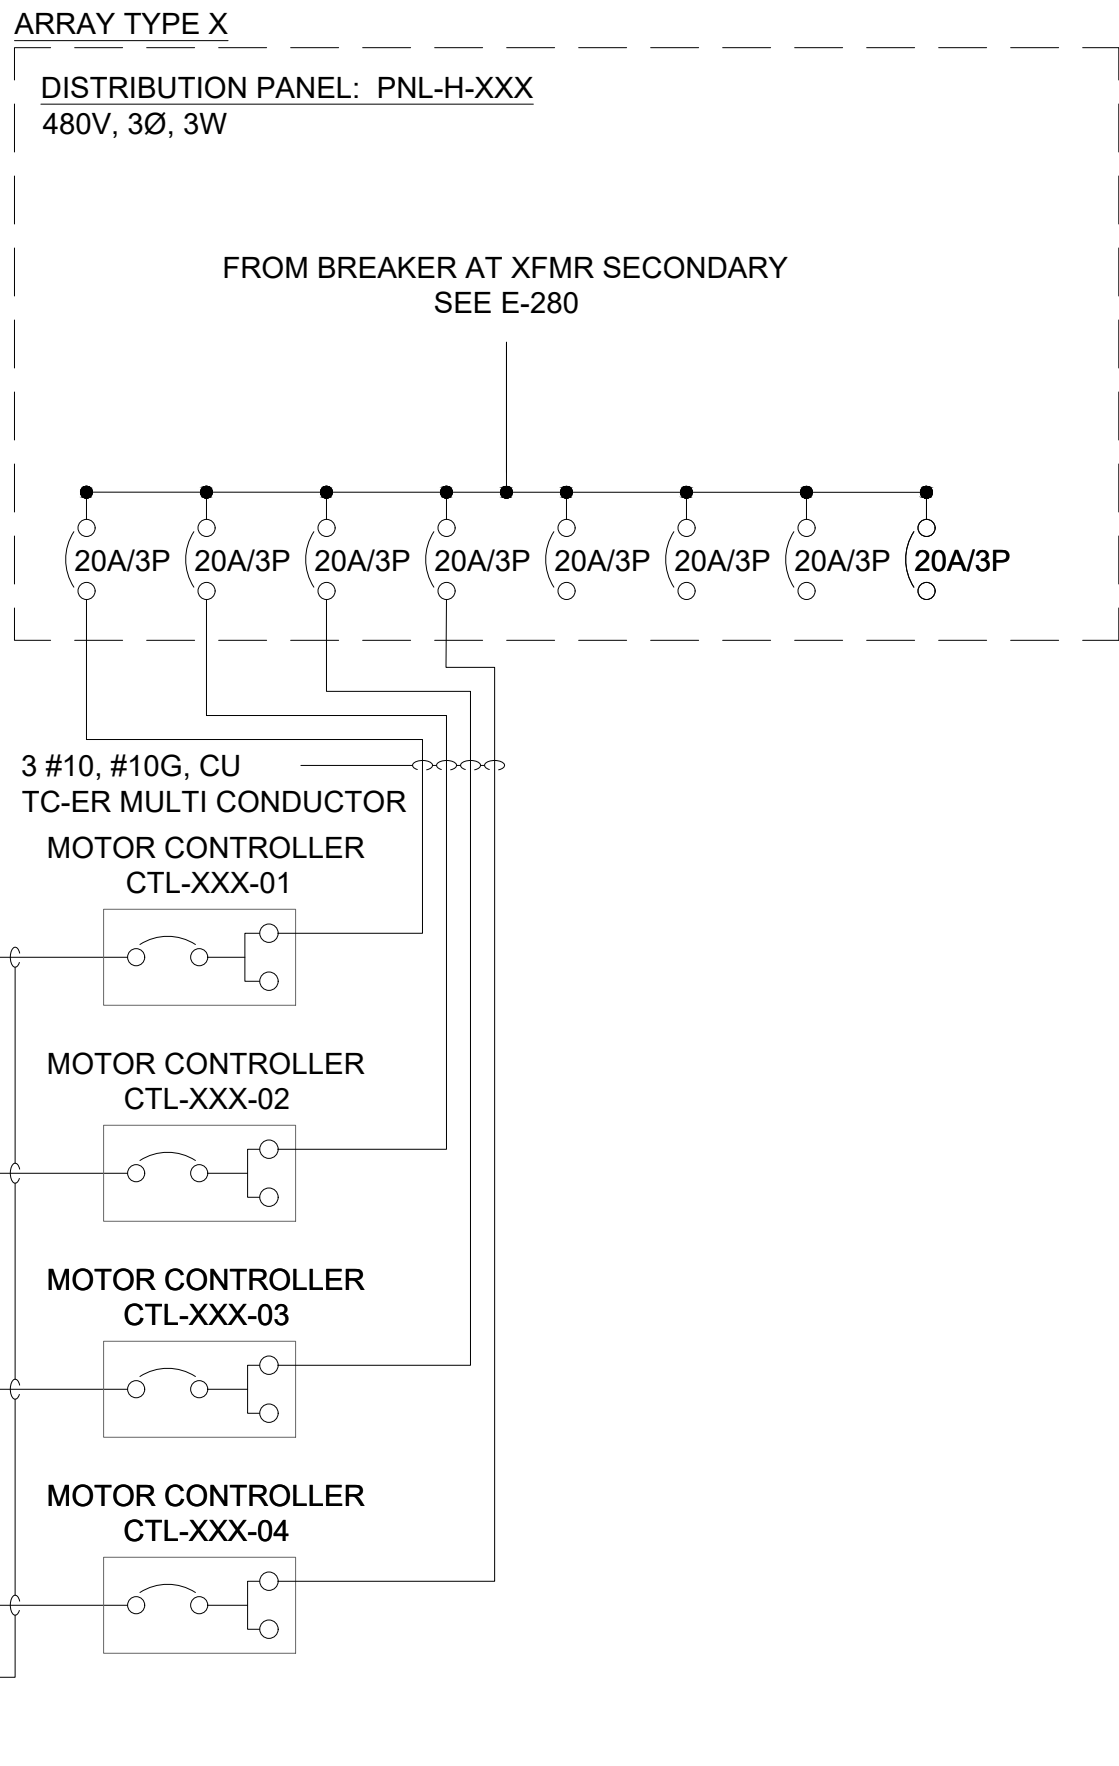 ARRAY TYPE X
DISTRIBUTION PANEL: PNL-H-XXX
480V, 3Ø, 3W
FROM BREAKER AT XFMR SECONDARY
SEE E-280
20A/3P 20A/3P 20A/3P 20A/3P 20A/3P 20A/3P 20A/3P 20A/3P
3 #10, #10G, CU
TC-ER MULTI CONDUCTOR
MOTOR CONTROLLER
CTL-XXX-01
MOTOR CONTROLLER
CTL-XXX-02
MOTOR CONTROLLER
CTL-XXX-03
MOTOR CONTROLLER
CTL-XXX-04